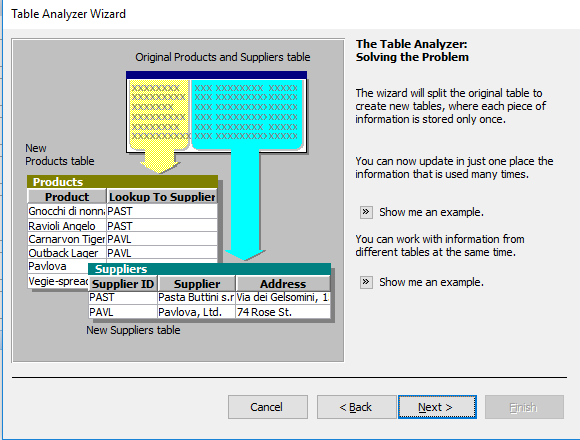 Table Analyzer Wizard
Original Products and Suppliers table
XXXXXXXX XXX XXXXXXXX XXXXX
New
Products table
Products
Product Lookup To Supplier
Gnocchi di nonna PAST
Ravioli Angelo PAST
Carnarvon Tiger PAVL
Outback Lager PAVL
Pavlova
Vegie-spread
Suppliers
Supplier ID Supplier Address
PAST Pasta Buttini s.r Via dei Gelsomini, 1
PAVL Pavlova, Ltd. 74 Rose St.
New Suppliers table
The Table Analyzer:
Solving the Problem
The wizard will split the original table to
create new tables, where each piece of
information is stored only once.
You can now update in just one place the
information that is used many times.
» Show me an example.
You can work with information from
different tables at the same time.
» Show me an example.
Cancel < Back Next > Finish